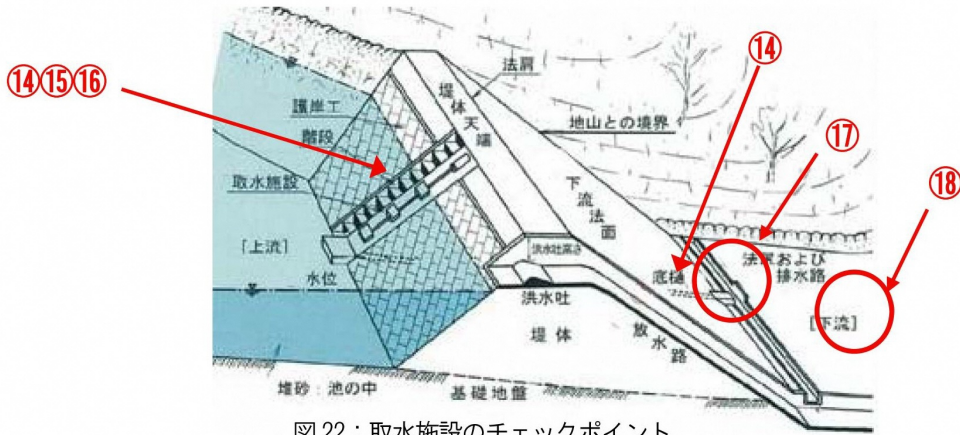 ⑭⑮⑯
⑭
⑰
⑱
法肩
堤体天端
護岸工
階段
地山との境界
取水施設
下流法面
[上流]
水位
洪水吐高さ
底樋
法尻および
排水路
[下流]
洪水吐
堤体
放水路
堆砂:池の中
基礎地盤
図22:取水施設のチェックポイント